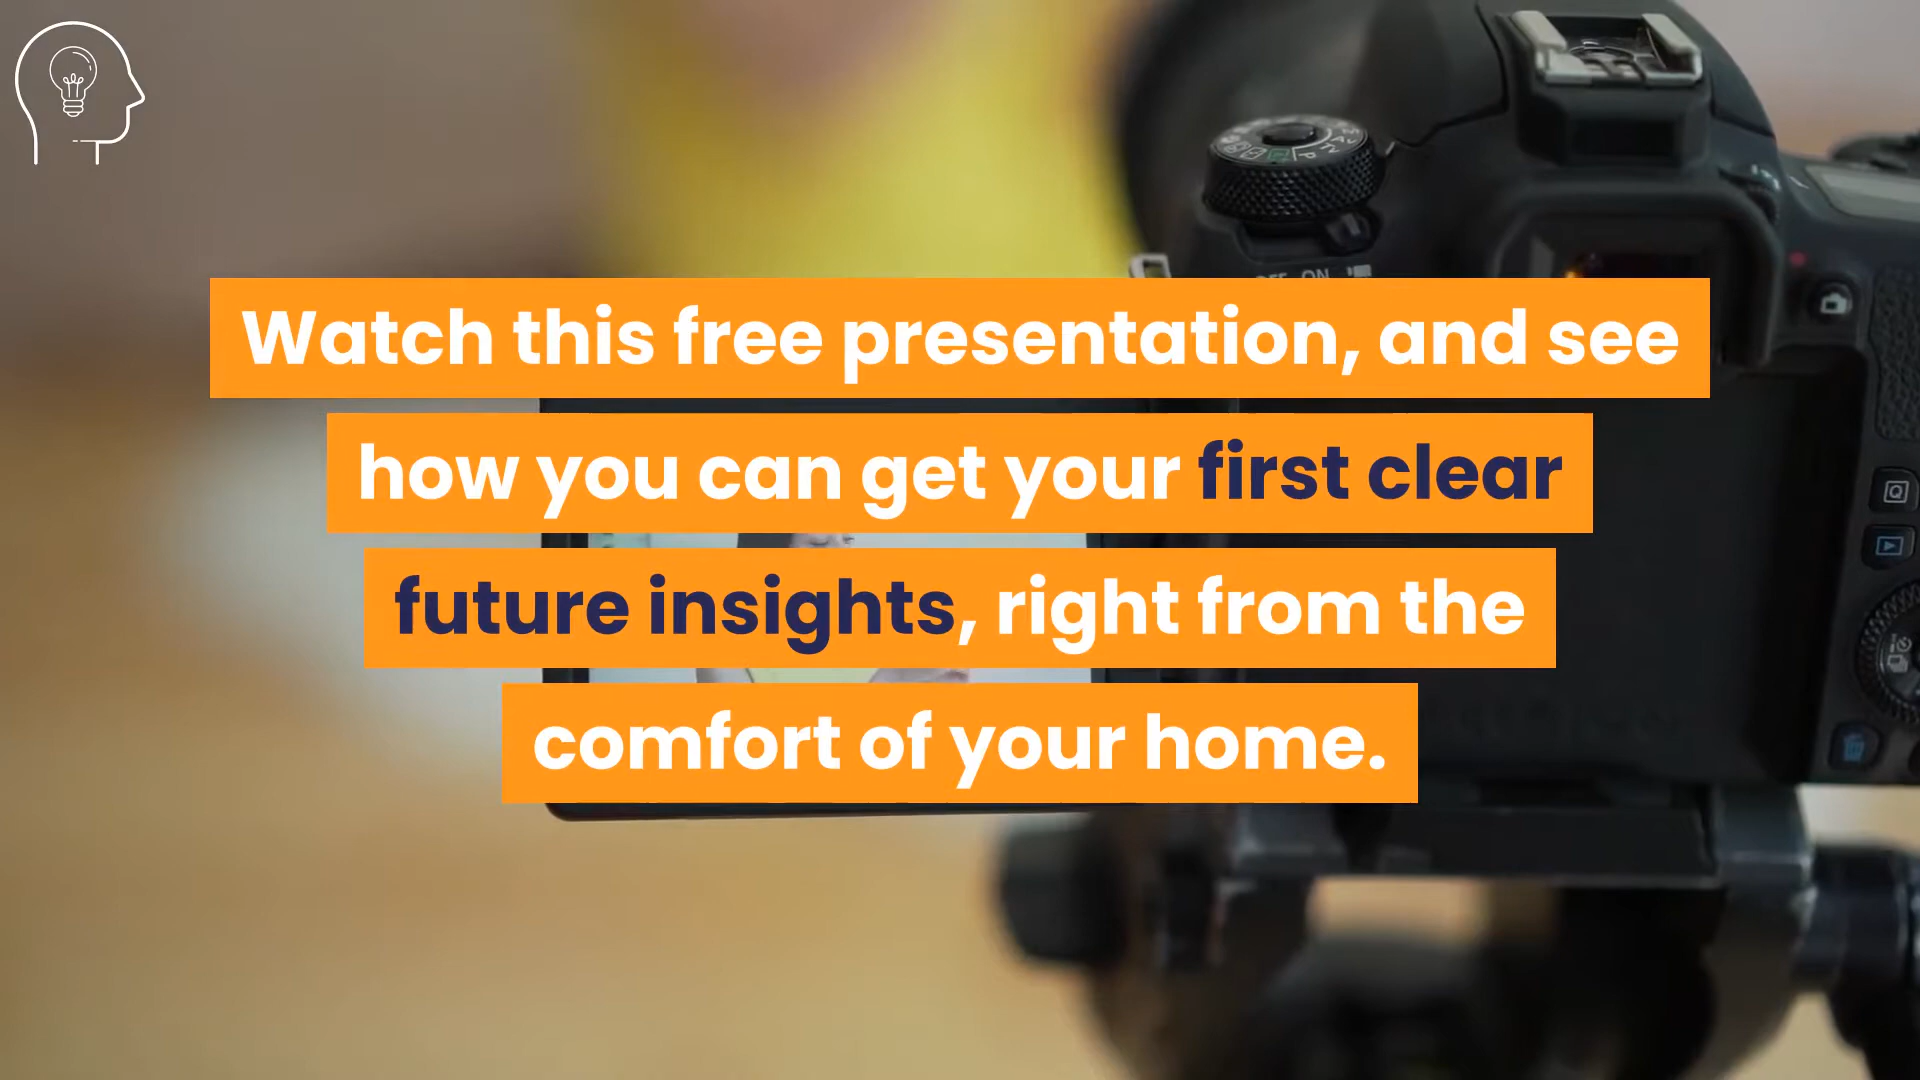 Watch this free presentation, and see
how you can get your first clear
future insights, right from the
comfort of your home.
ON
Q